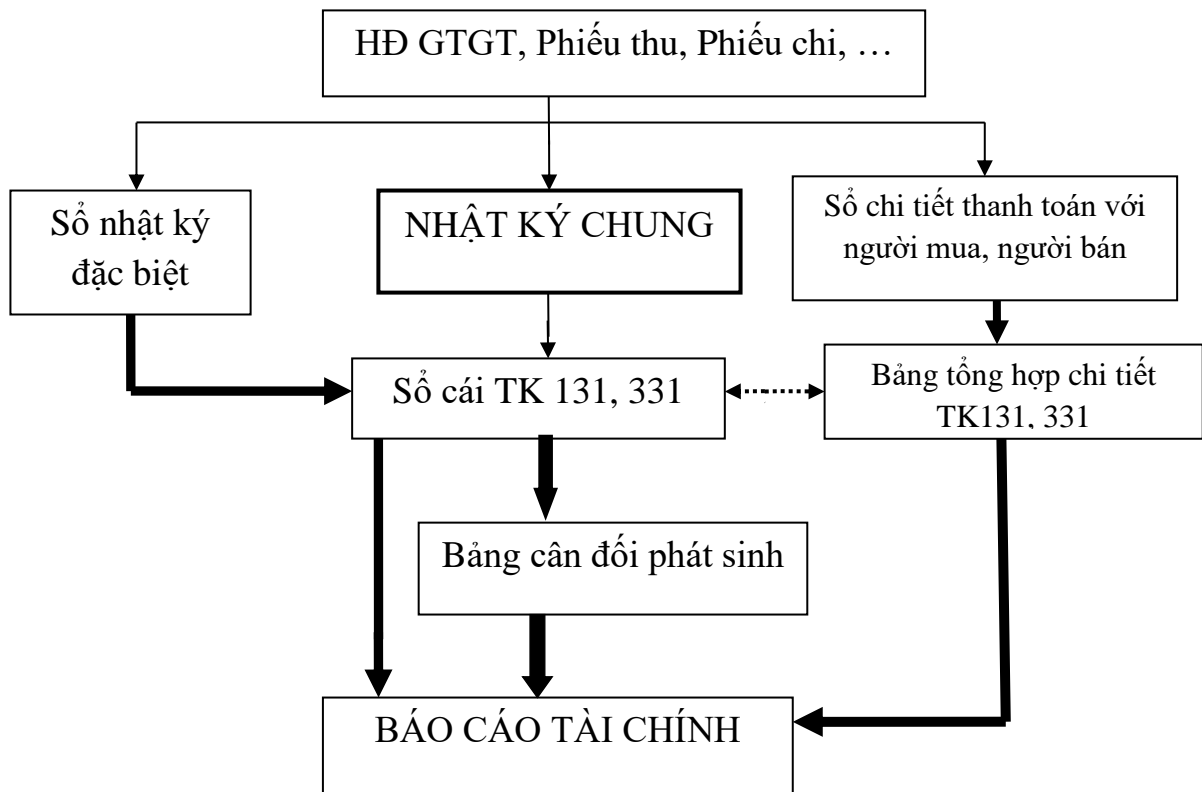 HĐ GTGT, Phiếu thu, Phiếu chi, …
Sổ nhật ký
đặc biệt
NHẬT KÝ CHUNG
Sổ chi tiết thanh toán với
người mua, người bán
Sổ cái TK 131, 331
Bảng tổng hợp chi tiết
TK131, 331
Bảng cân đối phát sinh
BÁO CÁO TÀI CHÍNH